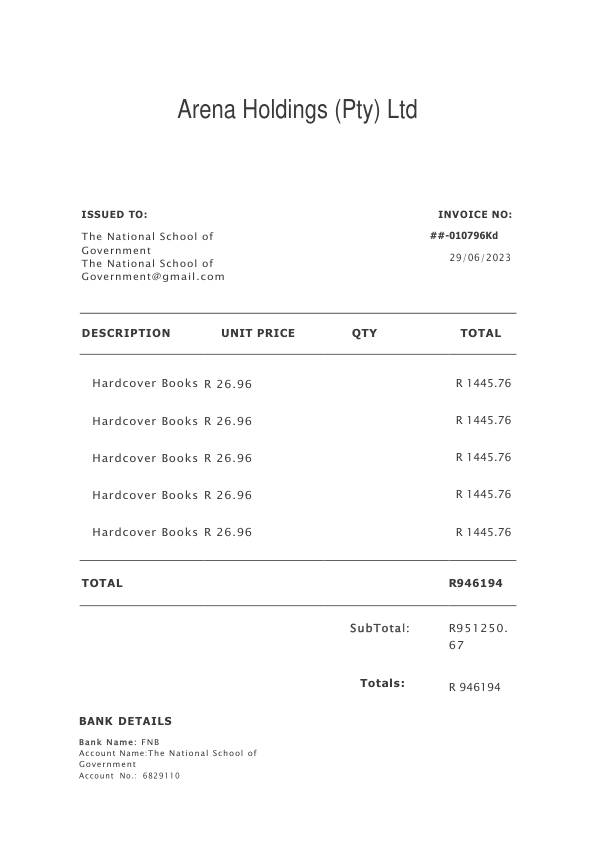 Arena Holdings (Pty) Ltd
ISSUED TO:
INVOICE NO:
The National School of
Government
The National School of
Government@gmail.com
##-010796Kd
29/06/2023
DESCRIPTION UNIT PRICE QTY TOTAL
Hardcover Books R 26.96 R 1445.76
Hardcover Books R 26.96 R 1445.76
Hardcover Books R 26.96 R 1445.76
Hardcover Books R 26.96 R 1445.76
Hardcover Books R 26.96 R 1445.76
TOTAL R946194
SubTotal: R951250.
67
Totals: R 946194
BANK DETAILS
Bank Name: FNB
Account Name:The National School of
Government
Account No.: 6829110